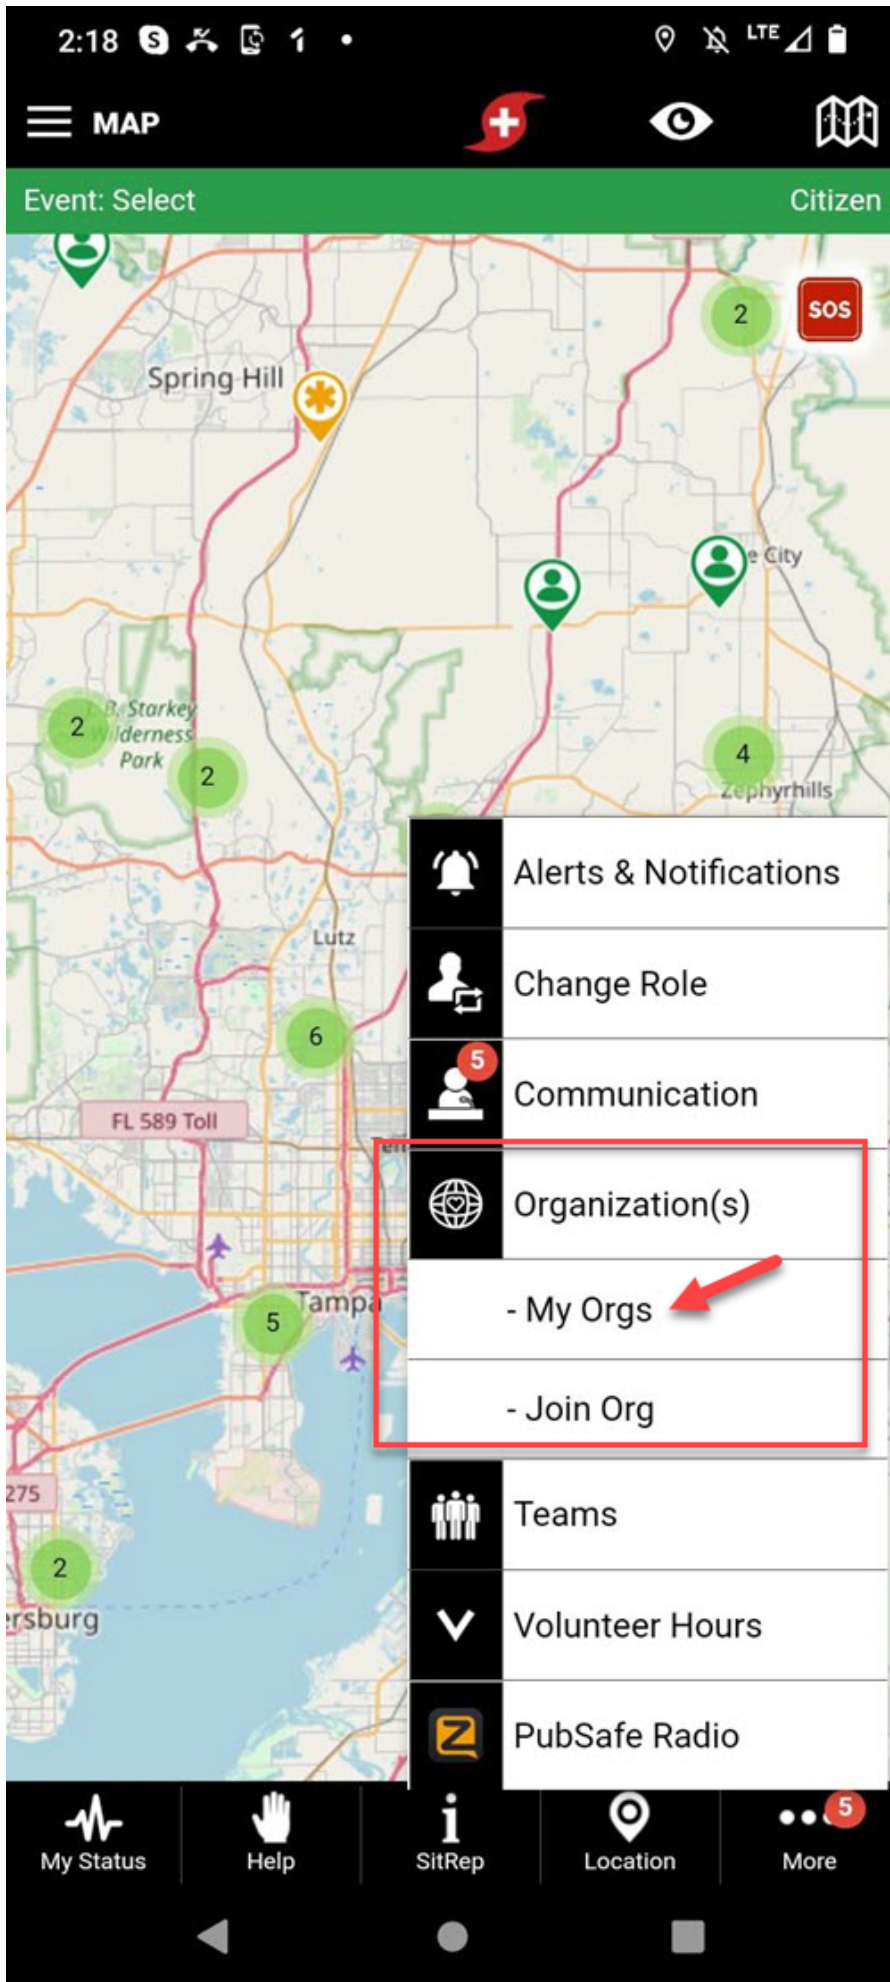 2:18
LTE
MAP
Event: Select
Citizen
2
SOS
Spring Hill
e City
2
J. B. Starkey
Wilderness
Park
2
4
Zephyrhills
Alerts & Notifications
Lutz
Change Role
6
5
Communication
FL 589 Toll
Tem
Organization(s)
Tampa
5
- My Orgs
- Join Org
275
Teams
2
ersburg
Volunteer Hours
PubSafe Radio
My Status
Help
SitRep
Location
5
More